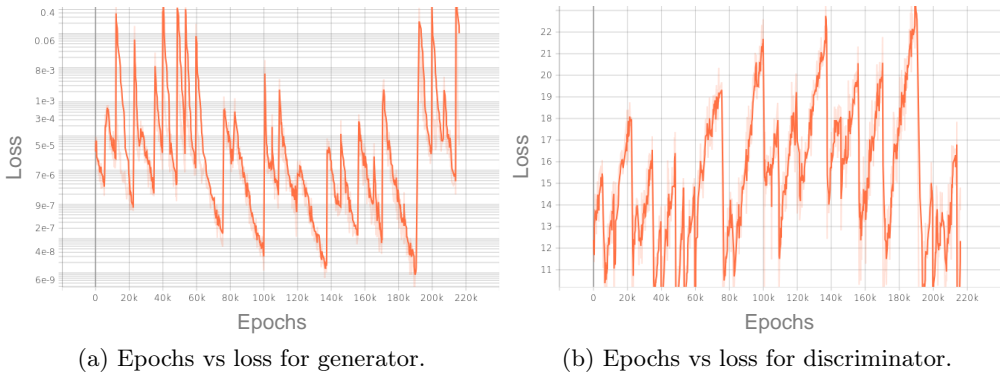 0.4
0.06
8e-3
1e-3
3e-4
5e-5
7e-6
9e-7
2e-7
4e-8
6e-9
Loss
0 20k 40k 60k 80k 100k 120k 140k 160k 180k 200k 220k
Epochs
(a) Epochs vs loss for generator.
22
21
20
19
18
17
16
15
14
13
12
11
Loss
0 20k 40k 60k 80k 100k 120k 140k 160k 180k 200k 220k
Epochs
(b) Epochs vs loss for discriminator.